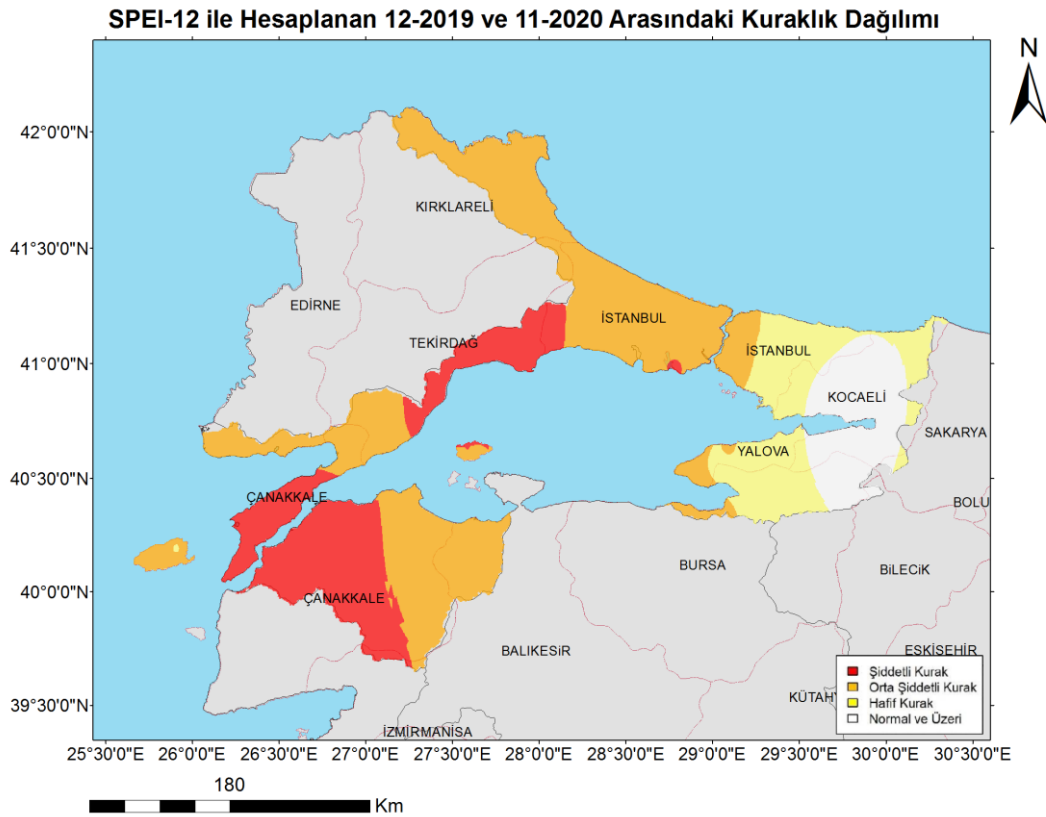 SPEI-12 ile Hesaplanan 12-2019 ve 11-2020 Arasındaki Kuraklık Dağılımı
N
42°0'0"N
41°30'0"N
41°0'0"N
40°30'0"N
40°0'0"N
39°30'0"N
KIRKLARELİ
EDİRNE
İSTANBUL
TEKİRDAĞ
İSTANBUL
KOCAELİ
SAKARYA
YALOVA
ÇANAKKALE
BOLU
BURSA
BİLECİK
ÇANAKKALE
BALIKESİR
ESKİŞEHİR
KÜTAHY
İZMİRMANİSA
Şiddetli Kurak
Orta Şiddetli Kurak
Hafif Kurak
Normal ve Üzeri
25°30'0"E 26°0'0"E 26°30'0"E 27°0'0"E 27°30'0"E 28°0'0"E 28°30'0"E 29°0'0"E 29°30'0"E 30°0'0"E 30°30'0"E
180
Km